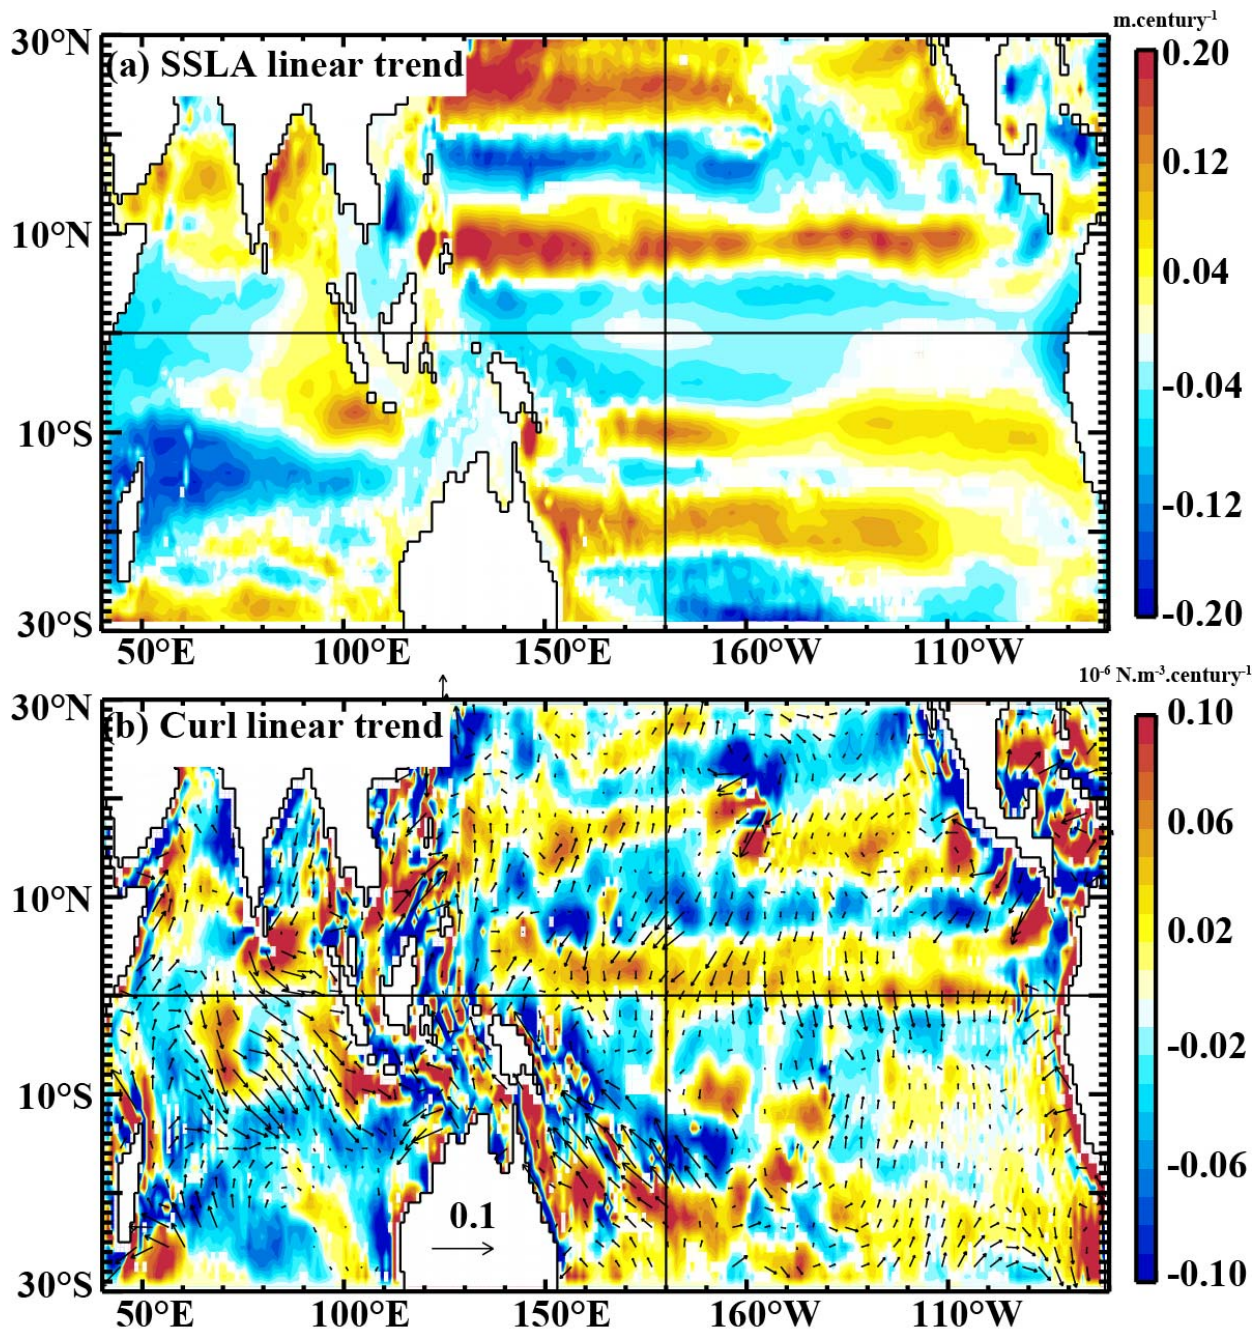 m.century-1
30°N
(a) SSLA linear trend
0.20
0.12
10°N
0.04
-0.04
10°S
-0.12
30°S
-0.20
50°E 100°E 150°E 160°W 110°W
10-6 N.m-3.century-1
30°N
(b) Curl linear trend
0.10
0.06
10°N
0.02
-0.02
10°S
-0.06
0.1
30°S
-0.10
50°E 100°E 150°E 160°W 110°W